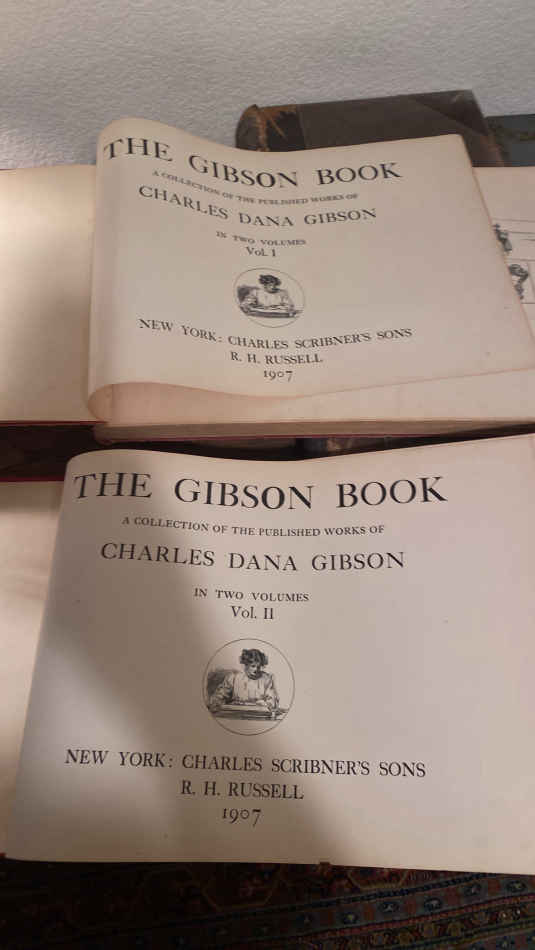 THE GIBSON BOOK
A COLLECTION OF THE PUBLISHED WORKS OF
CHARLES DANA GIBSON
IN TWO VOLUMES
Vol. I
NEW YORK: CHARLES SCRIBNER'S SONS
R. H. RUSSELL
1907
THE GIBSON BOOK
A COLLECTION OF THE PUBLISHED WORKS OF
CHARLES DANA GIBSON
IN TWO VOLUMES
Vol. II
NEW YORK: CHARLES SCRIBNER'S SONS
R. H. RUSSELL
1907